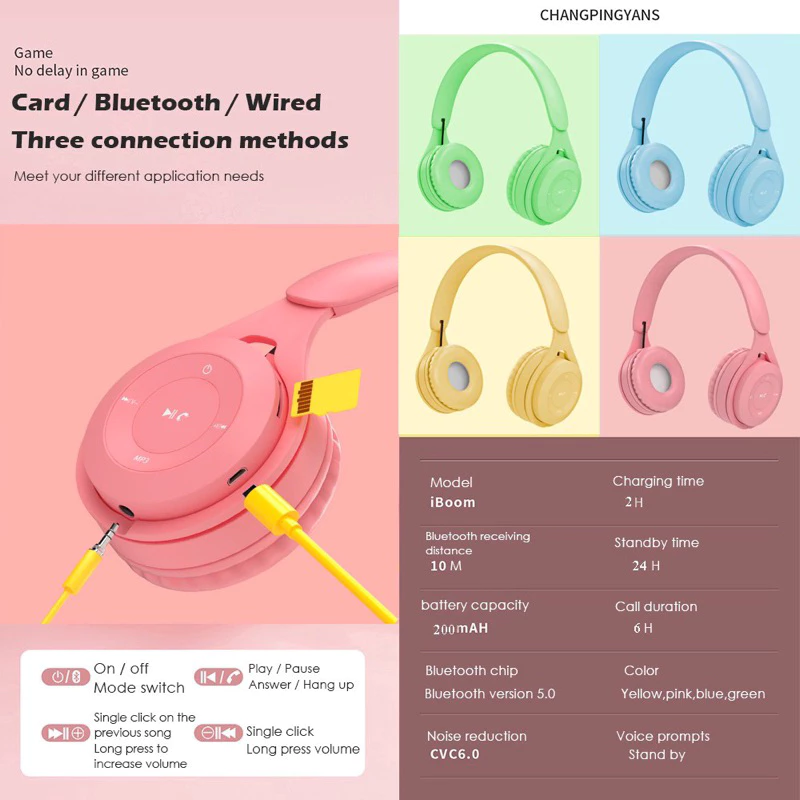 Game
No delay in game
Card / Bluetooth / Wired
Three connection methods
Meet your different application needs
MP3
On / off
Mode switch
Play / Pause
Answer / Hang up
Single click on the
previous song
Long press to
increase volume
Single click
Long press volume
CHANGPINGYANS
Model
iBoom
Charging time
2H
Bluetooth receiving
distance
10 M
Standby time
24 H
battery capacity
200mAH
Call duration
6 H
Bluetooth chip
Bluetooth version 5.0
Color
Yellow,pink,blue,green
Noise reduction
CVC6.0
Voice prompts
Stand by